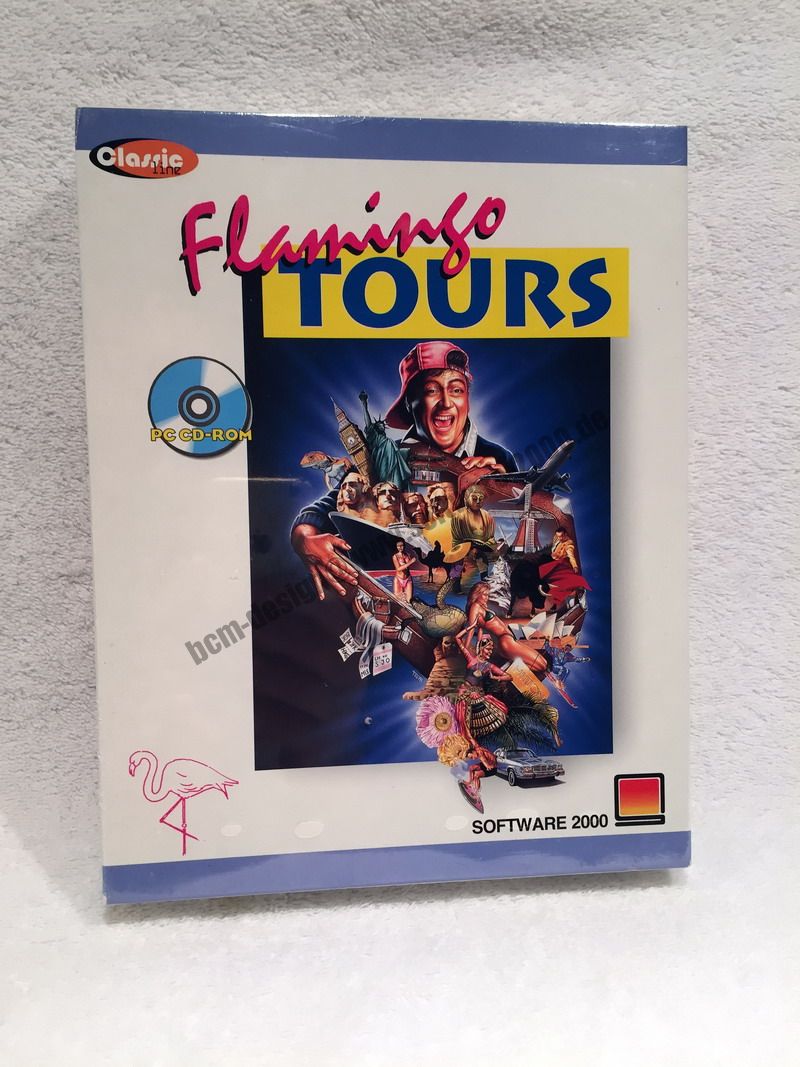 Classic
line
Flamingo
TOURS
PC CD-ROM
SOFTWARE 2000